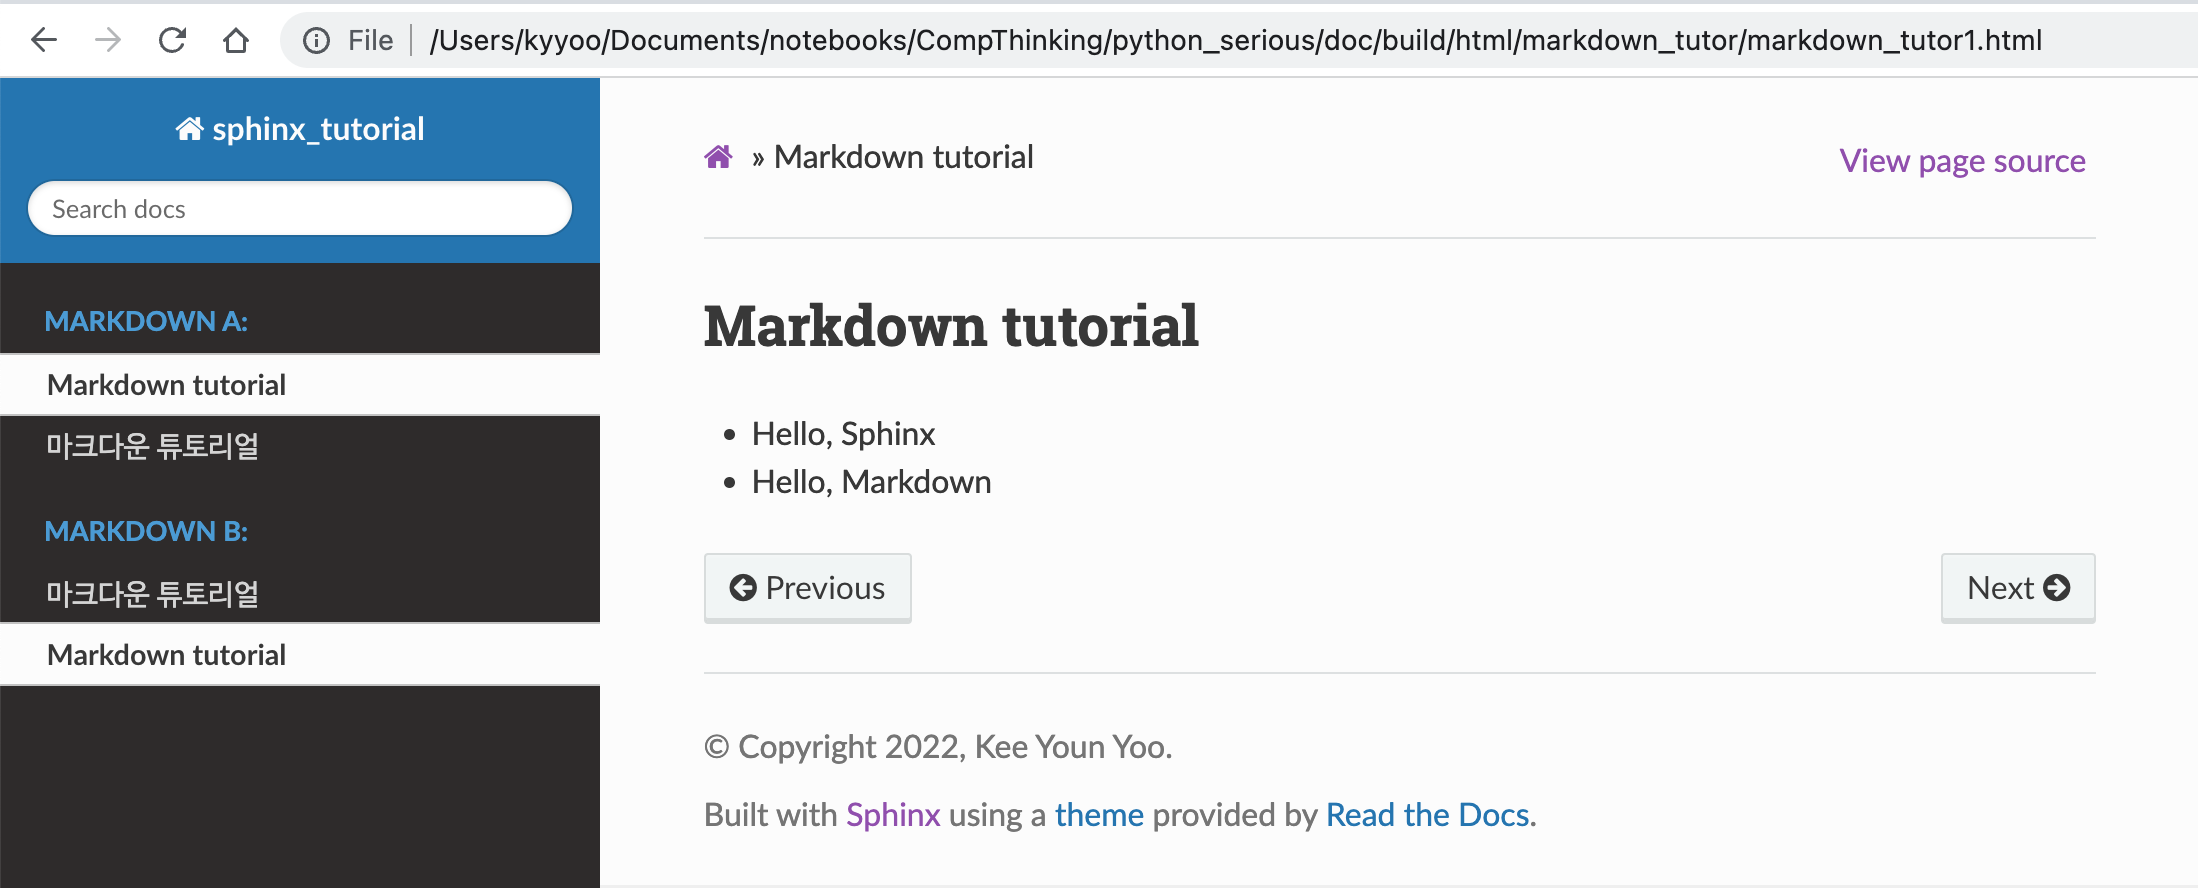 File /Users/kyyoo/Documents/notebooks/CompThinking/python_serious/doc/build/html/markdown_tutor/markdown_tutor1.html
sphinx_tutorial
Search docs
MARKDOWN A:
Markdown tutorial
마크다운 튜토리얼
MARKDOWN B:
마크다운 튜토리얼
Markdown tutorial
» Markdown tutorial
View page source
Markdown tutorial
• Hello, Sphinx
• Hello, Markdown
Previous
Next
© Copyright 2022, Kee Youn Yoo.
Built with Sphinx using a theme provided by Read the Docs.